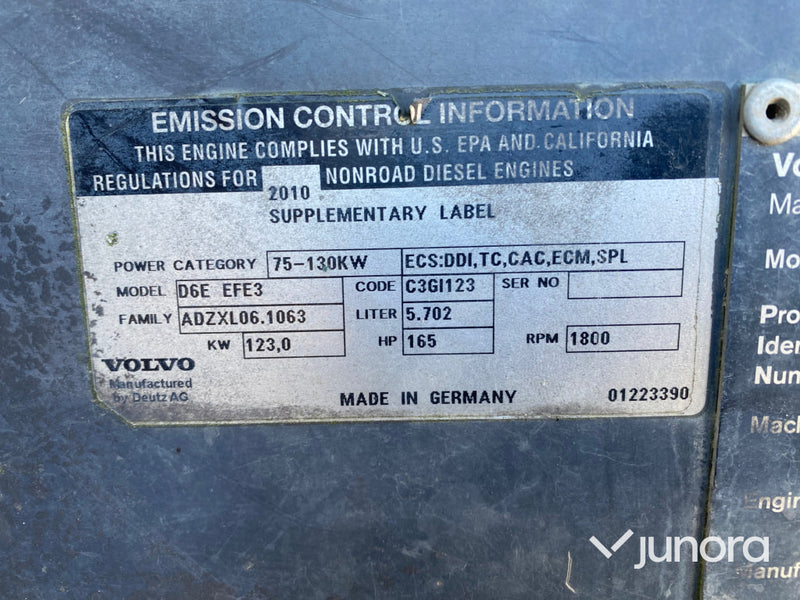 EMISSION CONTROL INFORMATION
THIS ENGINE COMPLIES WITH U.S. EPA AND CALIFORNIA
REGULATIONS FOR 2010 NONROAD DIESEL ENGINES
SUPPLEMENTARY LABEL
POWER CATEGORY 75-130KW ECS:DDI,TC,CAC,ECM,SPL
MODEL D6E EFE3 CODE C3GI123 SER NO
FAMILY ADZXL06.1063 LITER 5.702
KW 123,0 HP 165 RPM 1800
VOLVO
Manufactured
by Deutz AG
MADE IN GERMANY 01223390
Vo
Ma
Mo
Pro
Iden
Num
Mach
Engin
Manuf
junora